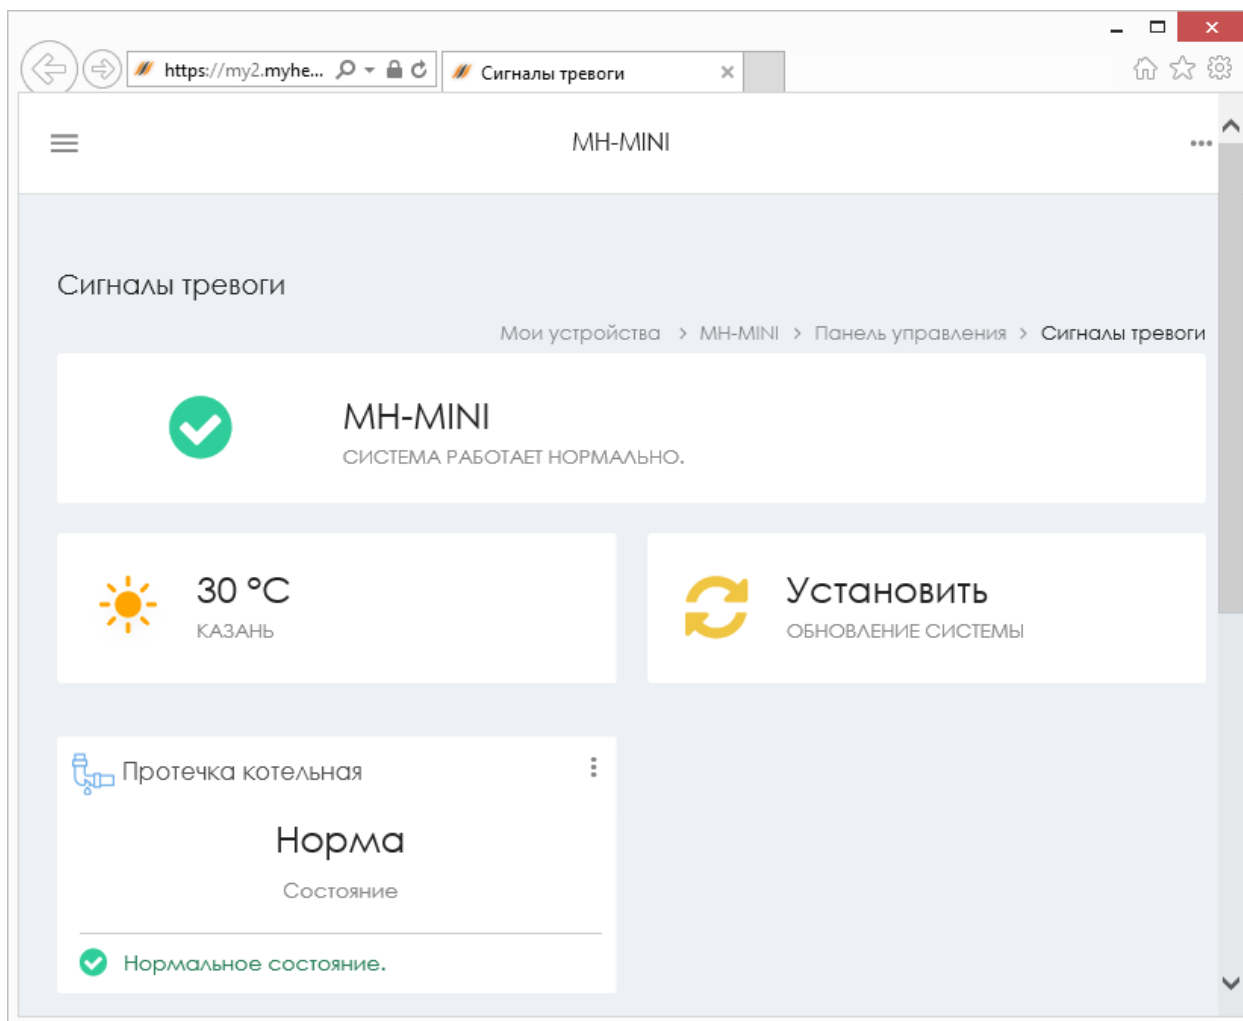 https://my2.myhe...
Сигналы тревоги
MH-MINI
Сигналы тревоги
Мои устройства > MH-MINI > Панель управления > Сигналы тревоги
MH-MINI
СИСТЕМА РАБОТАЕТ НОРМАЛЬНО.
30 °C
КАЗАНЬ
Установить
ОБНОВЛЕНИЕ СИСТЕМЫ
Протечка котельная
Норма
Состояние
Нормальное состояние.